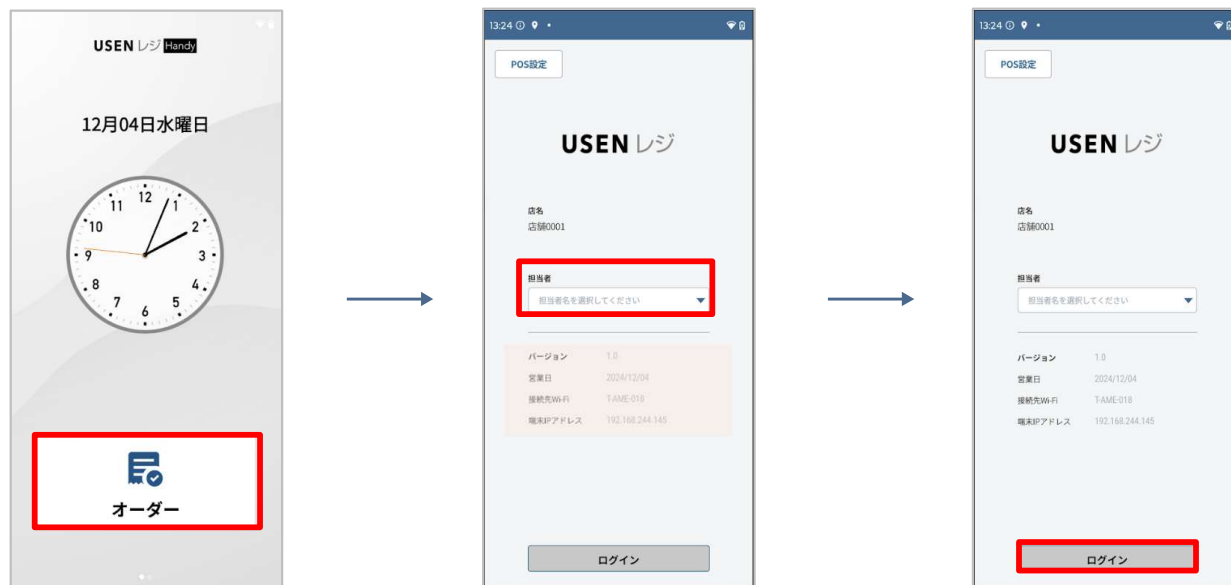 USEN レジ Handy
12月04日水曜日
12
11
1
10
2
9
3
8
4
7
5
6
オーダー
13:24
POS設定
USEN レジ
店名
店舗0001
担当者
担当者名を選択してください
バージョン 1.0
営業日 2024/12/04
接続先Wi-Fi T-AME-018
端末IPアドレス 192.168.244.145
ログイン
13:24
POS設定
USEN レジ
店名
店舗0001
担当者
担当者名を選択してください
バージョン 1.0
営業日 2024/12/04
接続先Wi-Fi T-AME-018
端末IPアドレス 192.168.244.145
ログイン